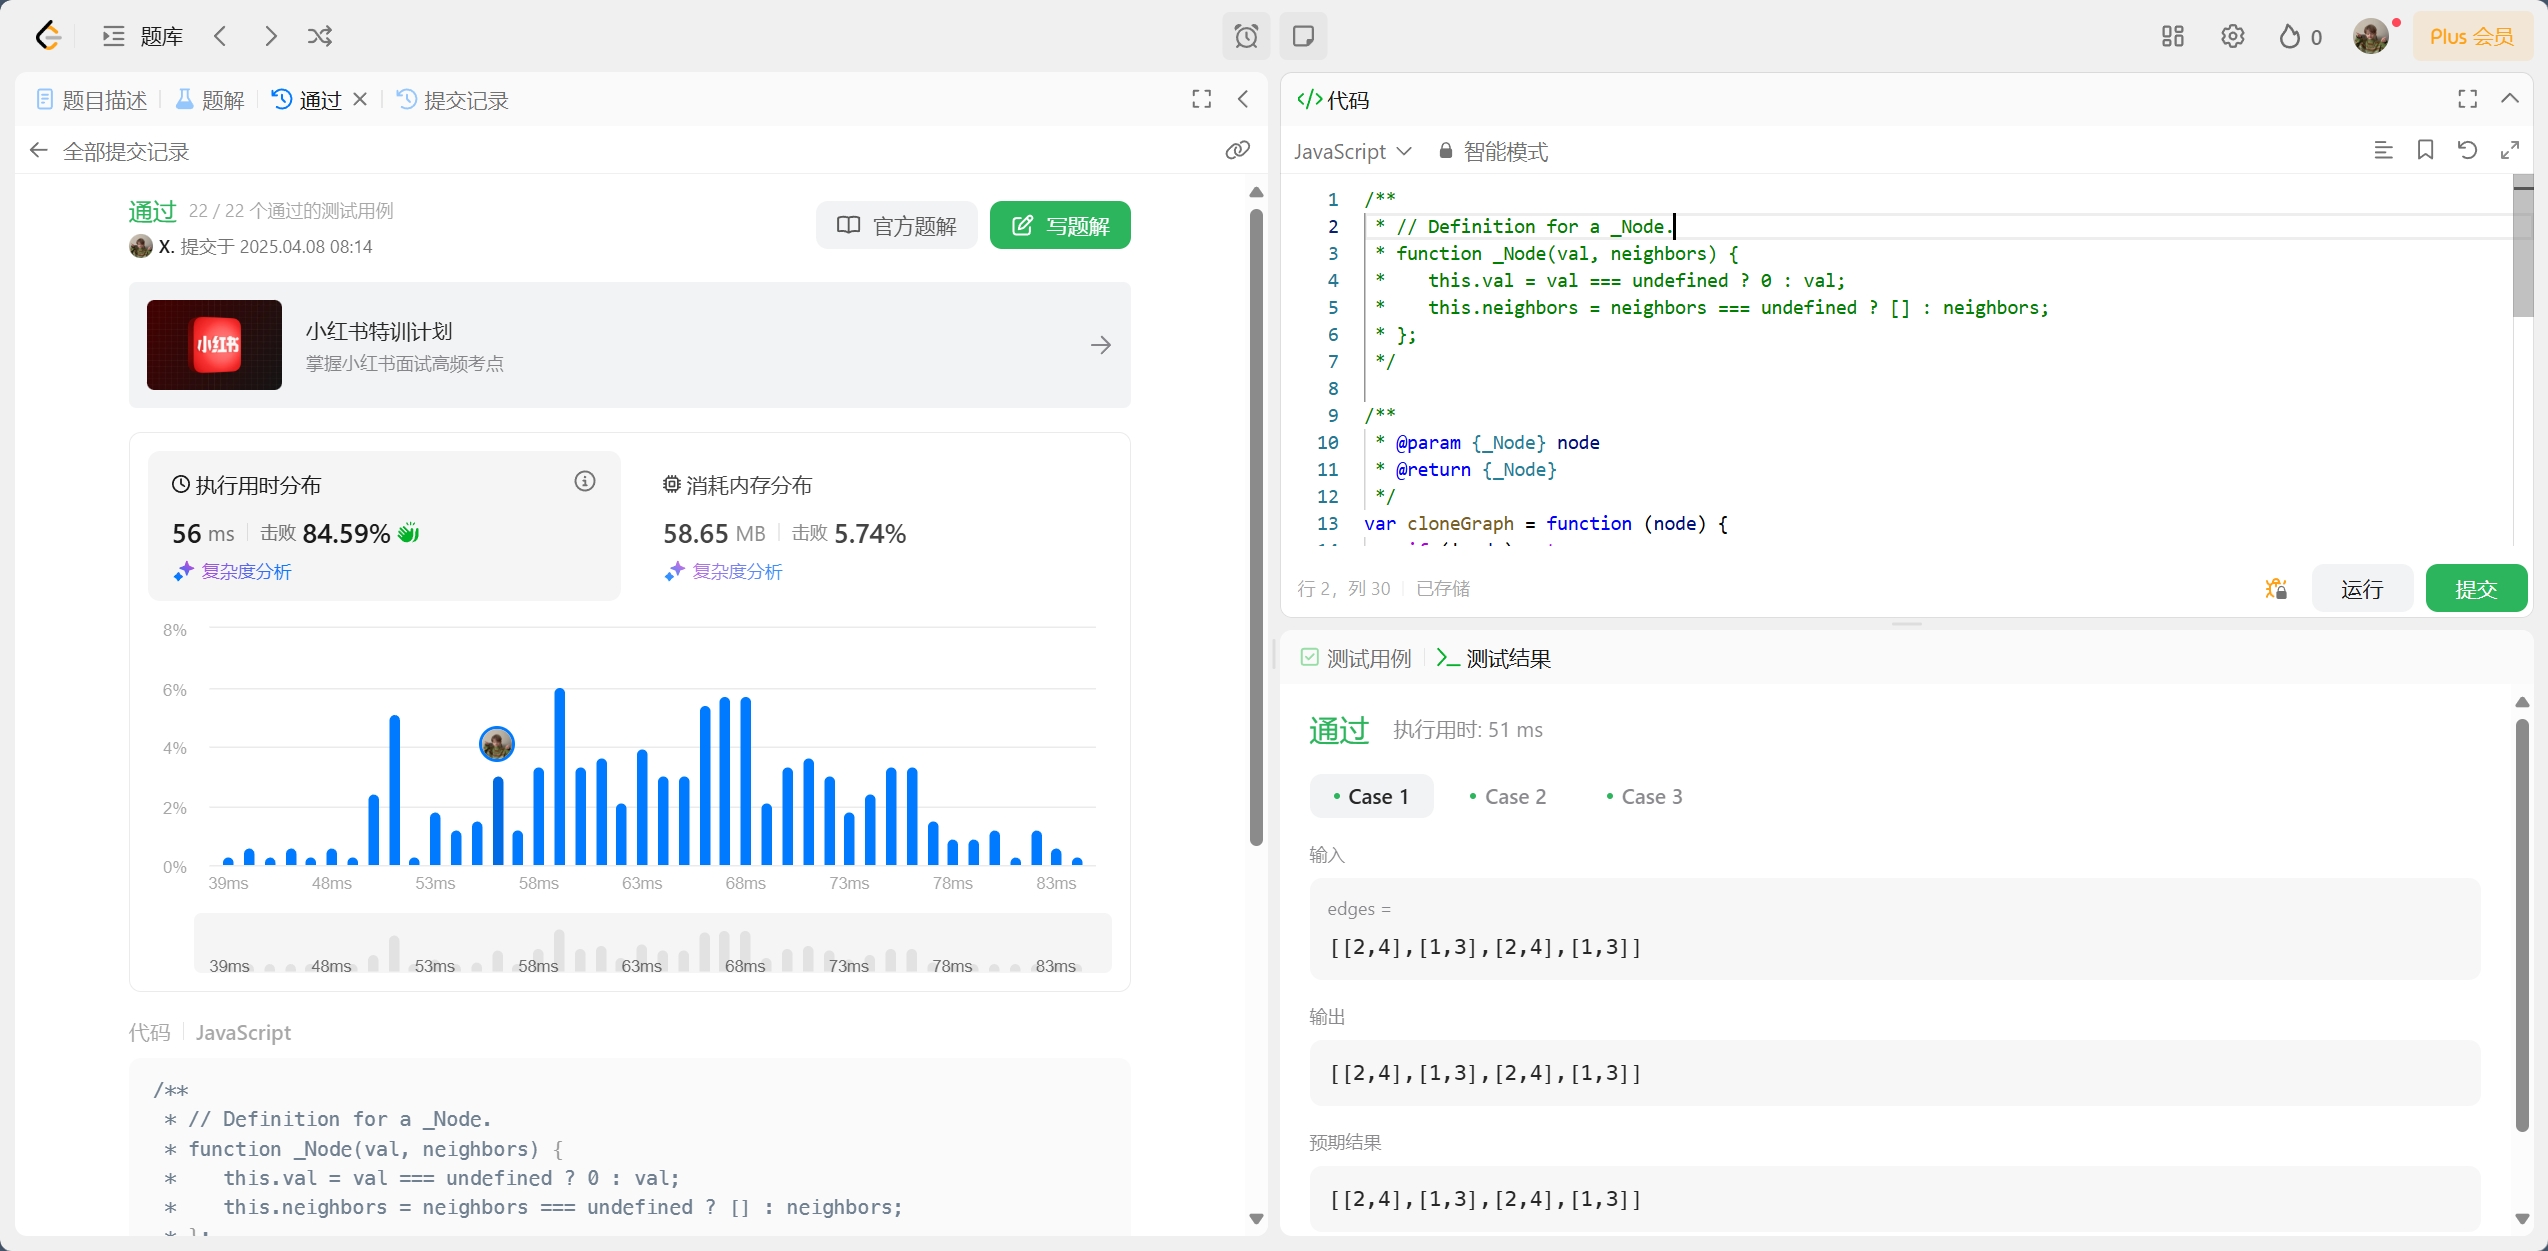 题库
0
Plus 会员
题目描述
题解
通过
提交记录
全部提交记录
通过 22 / 22 个通过的测试用例
X. 提交于 2025.04.08 08:14
官方题解
写题解
小红书
小红书特训计划
掌握小红书面试高频考点
执行用时分布
56 ms 击败 84.59%
复杂度分析
消耗内存分布
58.65 MB 击败 5.74%
复杂度分析
8%
6%
4%
2%
0%
39ms 48ms 53ms 58ms 63ms 68ms 73ms 78ms 83ms
39ms 48ms 53ms 58ms 63ms 68ms 73ms 78ms 83ms
代码 JavaScript
/**
 * // Definition for a _Node.
 * function _Node(val, neighbors) {
 *    this.val = val === undefined ? 0 : val;
 *    this.neighbors = neighbors === undefined ? [] : neighbors;
 * };
代码
JavaScript 智能模式
1 /**
2  * // Definition for a _Node.
3  * function _Node(val, neighbors) {
4  *    this.val = val === undefined ? 0 : val;
5  *    this.neighbors = neighbors === undefined ? [] : neighbors;
6  * };
7  */
8
9 /**
10  * @param {_Node} node
11  * @return {_Node}
12  */
13 var cloneGraph = function (node) {
行 2, 列 30 已存储
运行
提交
测试用例
测试结果
通过 执行用时: 51 ms
Case 1 Case 2 Case 3
输入
edges =
[[2,4],[1,3],[2,4],[1,3]]
输出
[[2,4],[1,3],[2,4],[1,3]]
预期结果
[[2,4],[1,3],[2,4],[1,3]]